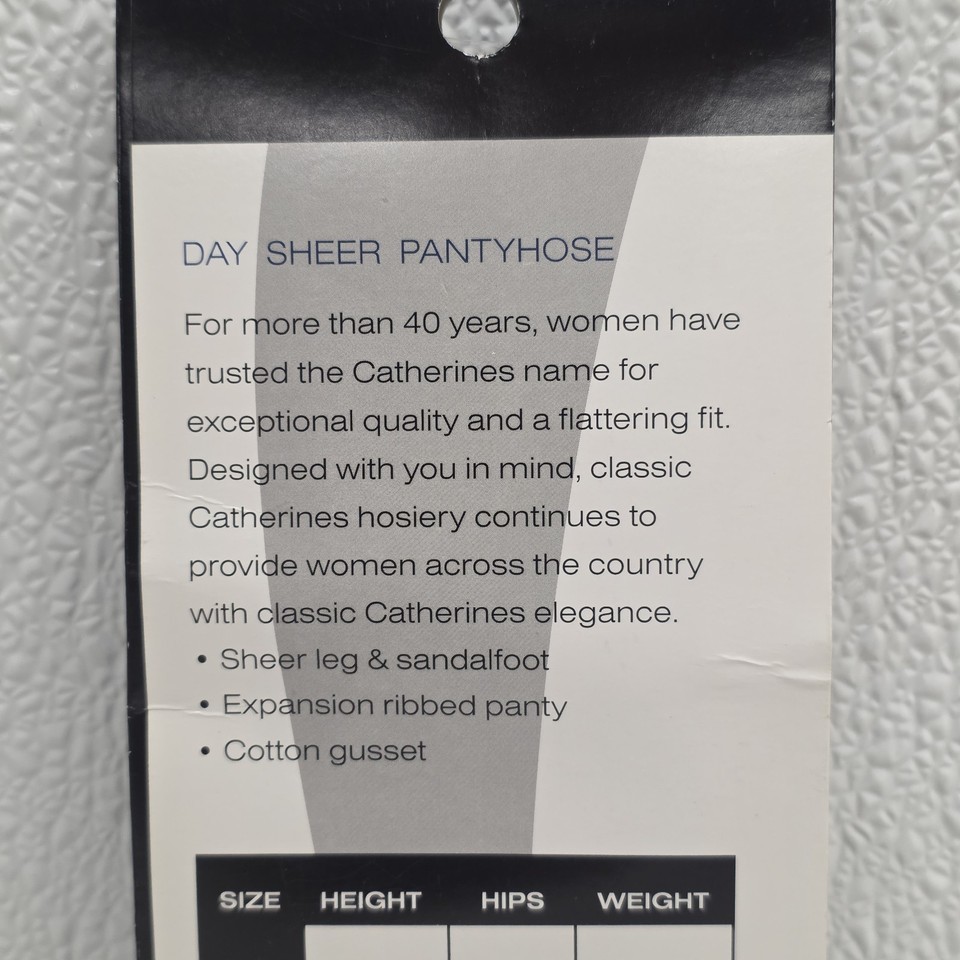 DAY SHEER PANTYHOSE
For more than 40 years, women have
trusted the Catherines name for
exceptional quality and a flattering fit.
Designed with you in mind, classic
Catherines hosiery continues to
provide women across the country
with classic Catherines elegance.
• Sheer leg & sandalfoot
• Expansion ribbed panty
• Cotton gusset
SIZE HEIGHT HIPS WEIGHT